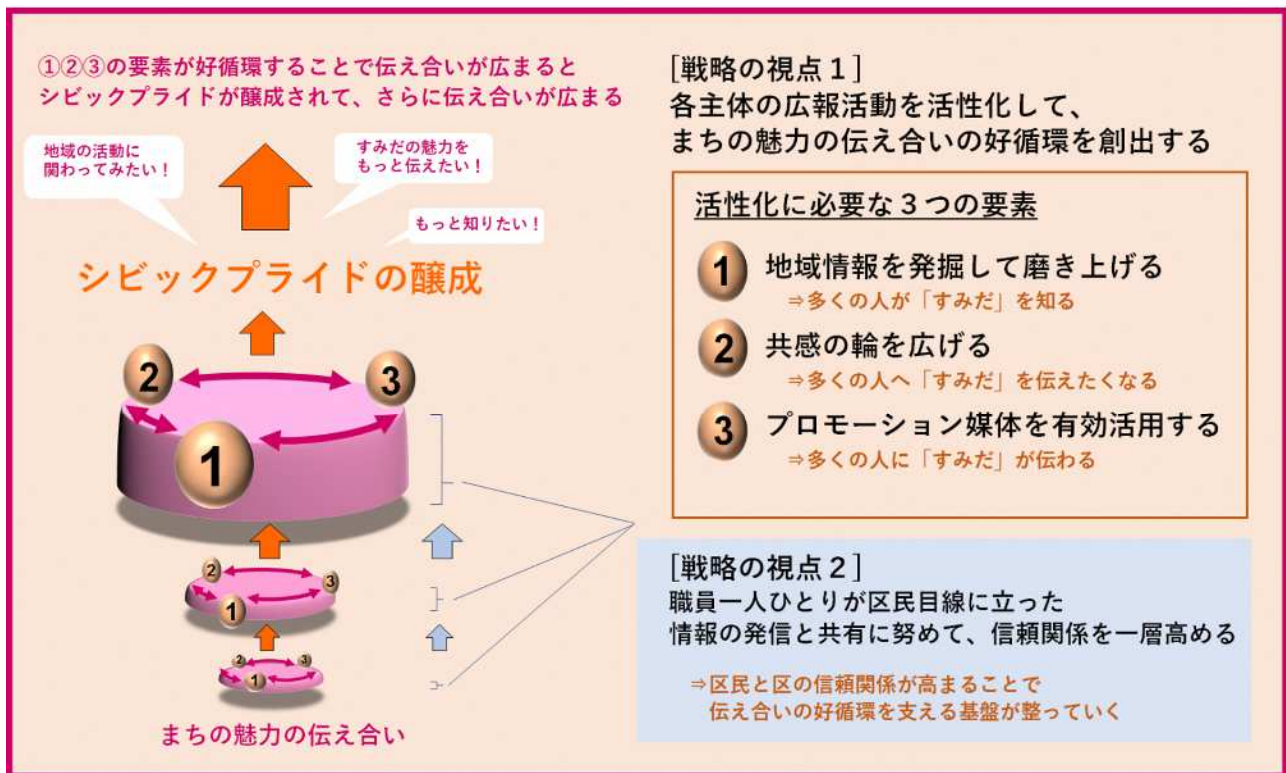 ①②③の要素が好循環することで伝え合いが広まると
シビックプライドが醸成されて、さらに伝え合いが広まる
地域の活動に
関わってみたい！
すみだの魅力を
もっと伝えたい！
もっと知りたい！
シビックプライドの醸成
2
3
1
2
3
1
2
3
1
まちの魅力の伝え合い
[戦略の視点１]
各主体の広報活動を活性化して、
まちの魅力の伝え合いの好循環を創出する
活性化に必要な３つの要素
1 地域情報を発掘して磨き上げる
⇒多くの人が「すみだ」を知る
2 共感の輪を広げる
⇒多くの人へ「すみだ」を伝えたくなる
3 プロモーション媒体を有効活用する
⇒多くの人に「すみだ」が伝わる
[戦略の視点２]
職員一人ひとりが区民目線に立った
情報の発信と共有に努めて、信頼関係を一層高める
⇒区民と区の信頼関係が高まることで
伝え合いの好循環を支える基盤が整っていく